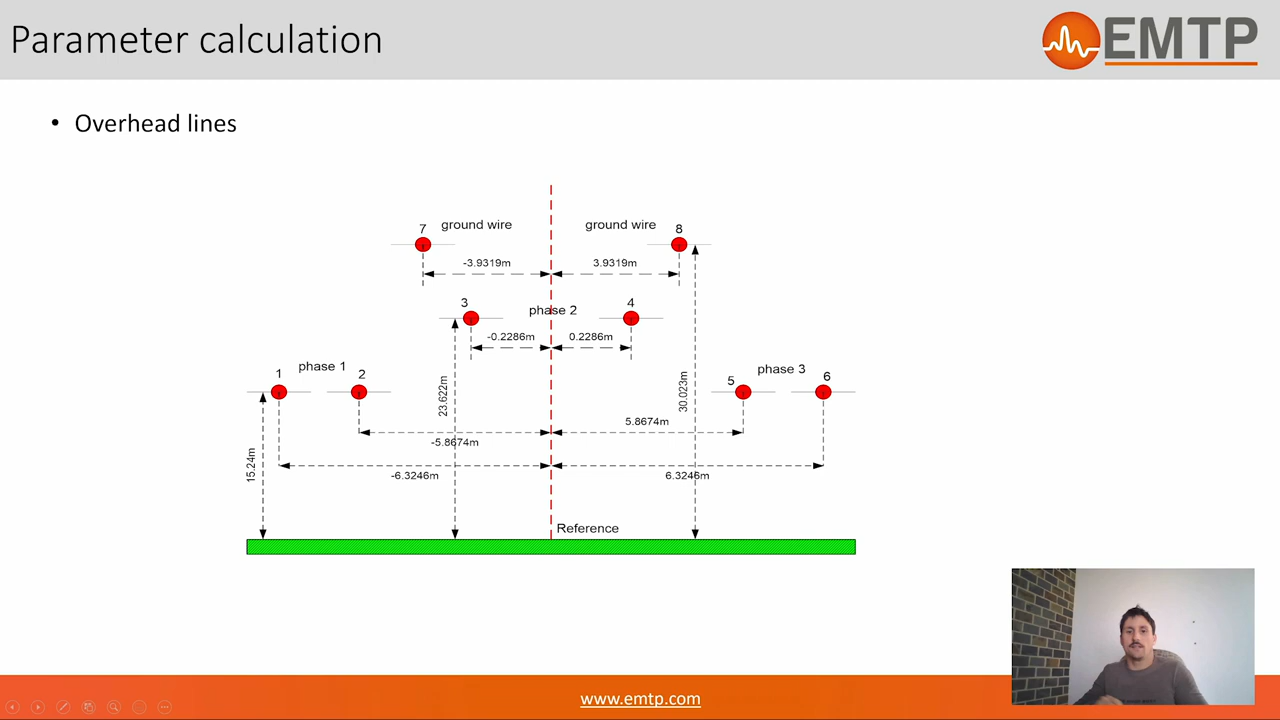 Parameter calculation
EMTP
• Overhead lines
7 ground wire ground wire 8
-3.9319m 3.9319m
3 phase 2 4
-0.2286m 0.2286m
1 phase 1 2
5 phase 3 6
23.622m
30.023m
5.8674m
-5.8674m
15.24m
-6.3246m 6.3246m
Reference
www.emtp.com